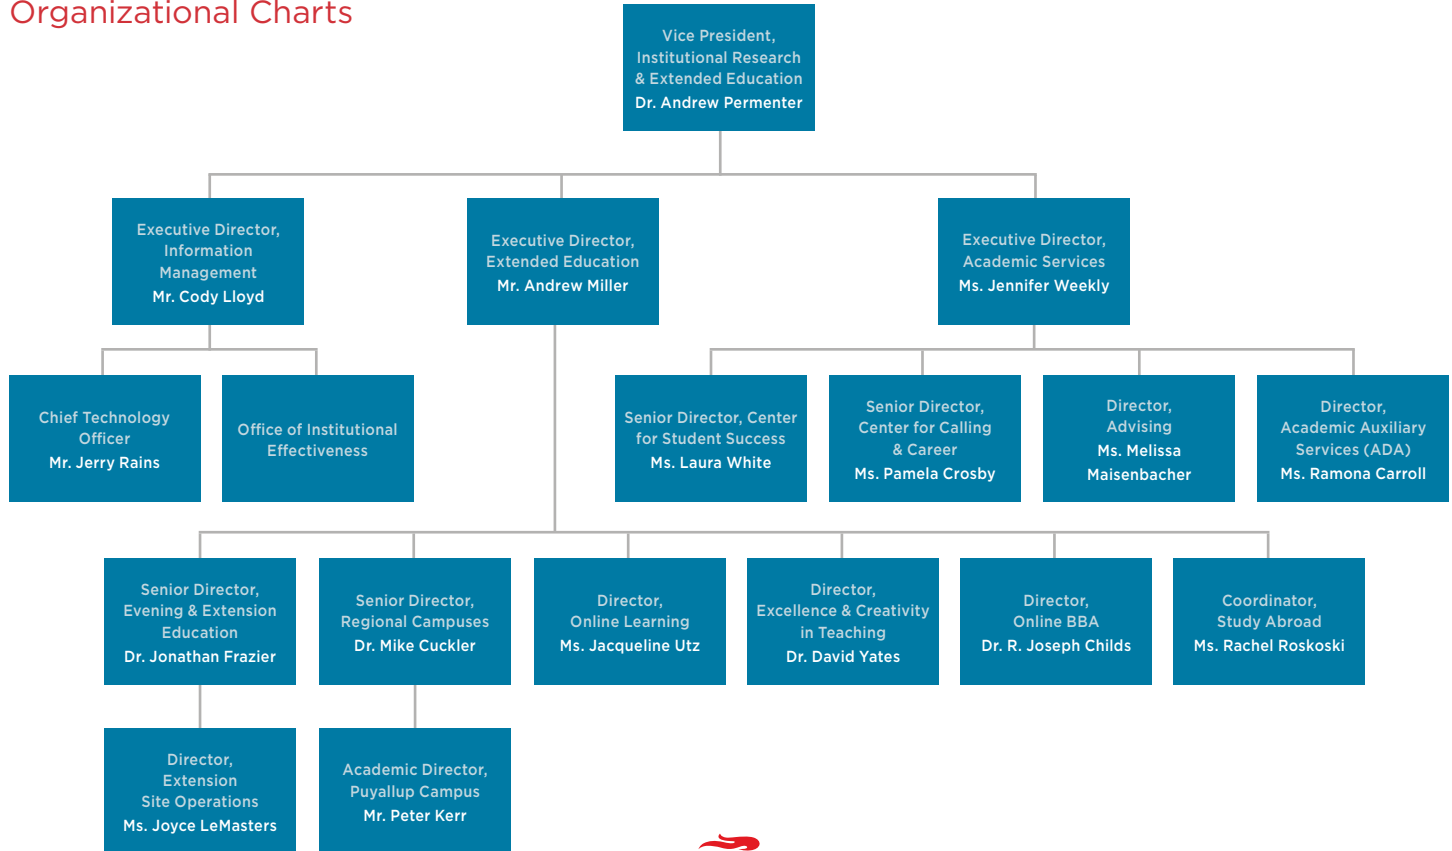 Organizational Charts
Vice President,
Institutional Research
& Extended Education
Dr. Andrew Permenter
Executive Director,
Information
Management
Mr. Cody Lloyd
Executive Director,
Extended Education
Mr. Andrew Miller
Executive Director,
Academic Services
Ms. Jennifer Weekly
Chief Technology
Officer
Mr. Jerry Rains
Office of Institutional
Effectiveness
Senior Director, Center
for Student Success
Ms. Laura White
Senior Director,
Center for Calling
& Career
Ms. Pamela Crosby
Director,
Advising
Ms. Melissa
Maisenbacher
Director,
Academic Auxiliary
Services (ADA)
Ms. Ramona Carroll
Senior Director,
Evening & Extension
Education
Dr. Jonathan Frazier
Senior Director,
Regional Campuses
Dr. Mike Cuckler
Director,
Online Learning
Ms. Jacqueline Utz
Director,
Excellence & Creativity
in Teaching
Dr. David Yates
Director,
Online BBA
Dr. R. Joseph Childs
Coordinator,
Study Abroad
Ms. Rachel Roskoski
Director,
Extension
Site Operations
Ms. Joyce LeMasters
Academic Director,
Puyallup Campus
Mr. Peter Kerr